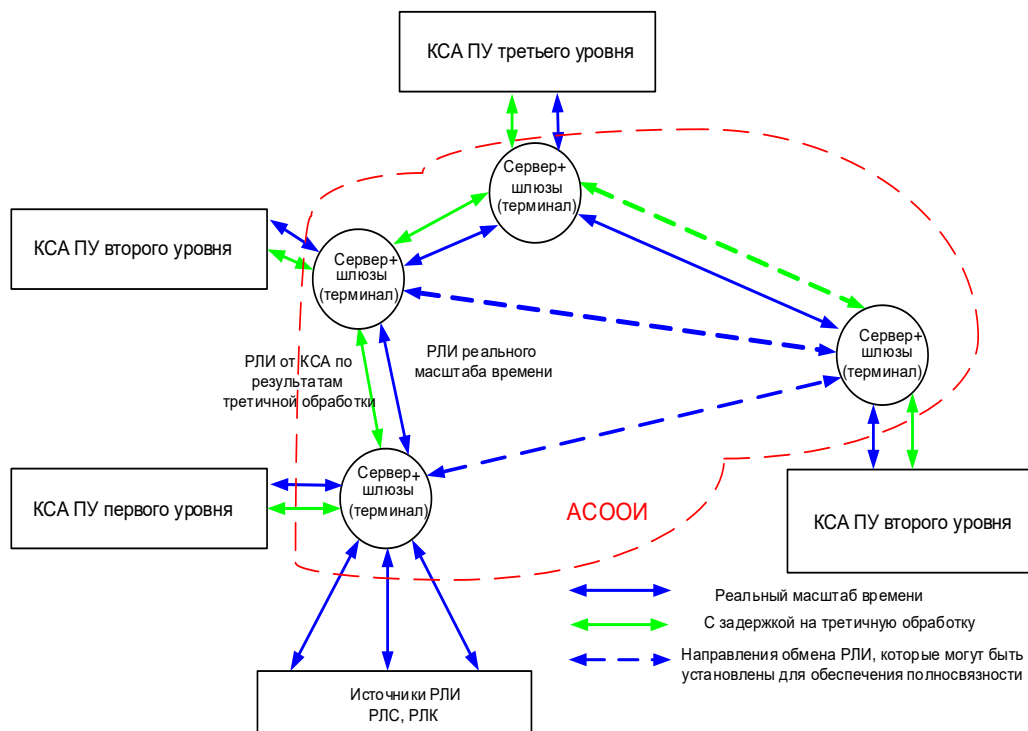 КСА ПУ третьего уровня
Сервер+
шлюзы
(терминал)
КСА ПУ второго уровня
Сервер+
шлюзы
(терминал)
Сервер+
шлюзы
(терминал)
РЛИ от КСА по
результатам
третичной обработки
РЛИ реального
масштаба времени
Сервер+
шлюзы
(терминал)
КСА ПУ первого уровня
АСООИ
КСА ПУ второго уровня
Реальный масштаб времени
С задержкой на третичную обработку
Направления обмена РЛИ, которые могут быть
установлены для обеспечения полносвязности
Источники РЛИ
РЛС, РЛК